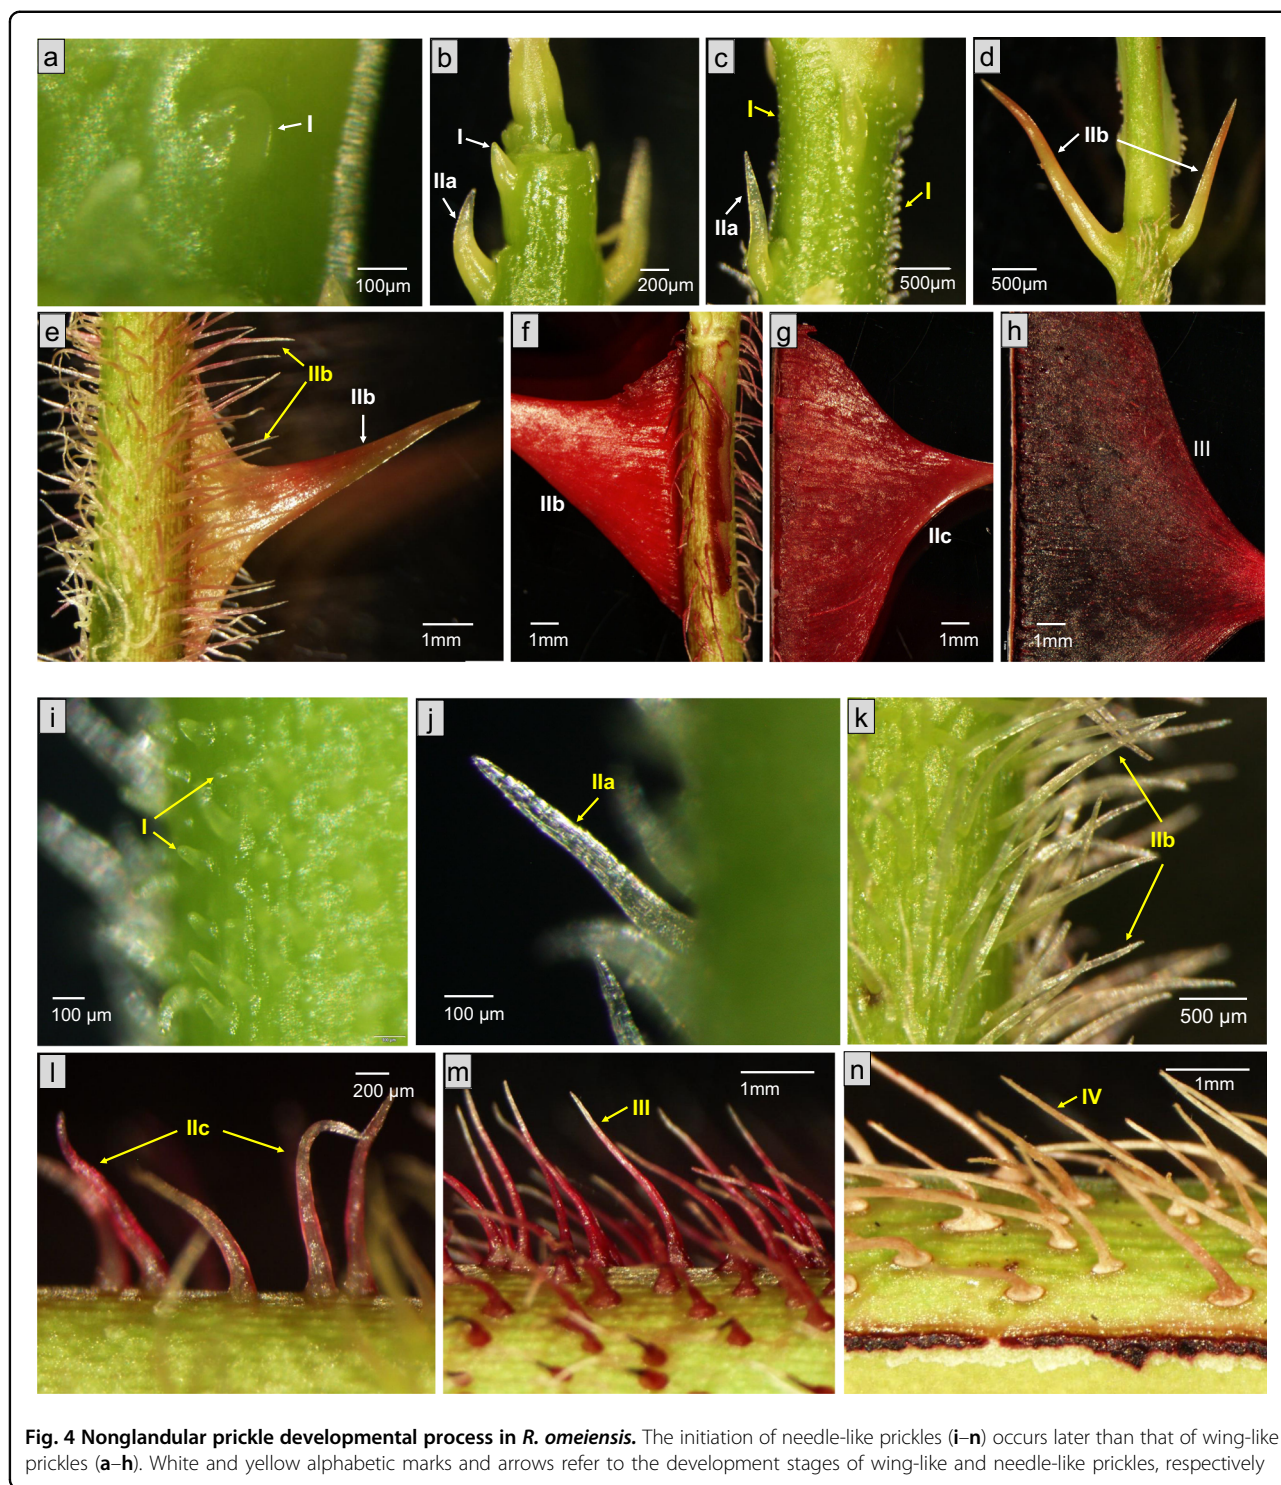 a
I
100µm
b
I
IIa
200µm
c
I
IIa
I
500µm
d
IIb
500µm
e
IIb
IIb
1mm
f
IIb
1mm
g
IIc
1mm
h
III
1mm
i
I
100 µm
j
IIa
100 µm
k
IIb
500 µm
l
200 µm
IIc
m
1mm
III
n
1mm
IV
Fig. 4 Nonglandular prickle developmental process in R. omeiensis. The initiation of needle-like prickles (i–n) occurs later than that of wing-like
prickles (a–h). White and yellow alphabetic marks and arrows refer to the development stages of wing-like and needle-like prickles, respectively